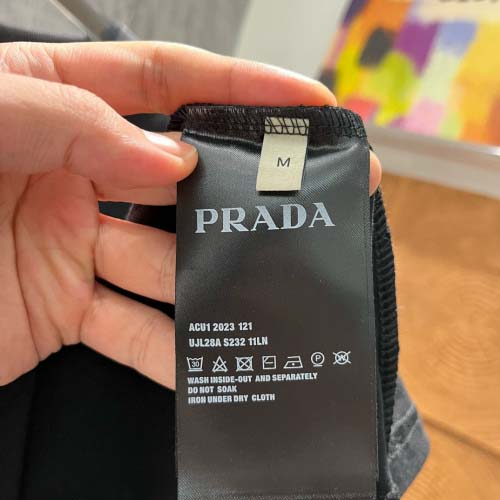 M
PRADA
ACU1 2023 121
UJL28A S232 11LN
30 P
WASH INSIDE-OUT AND SEPARATELY
DO NOT SOAK
IRON UNDER DRY CLOTH